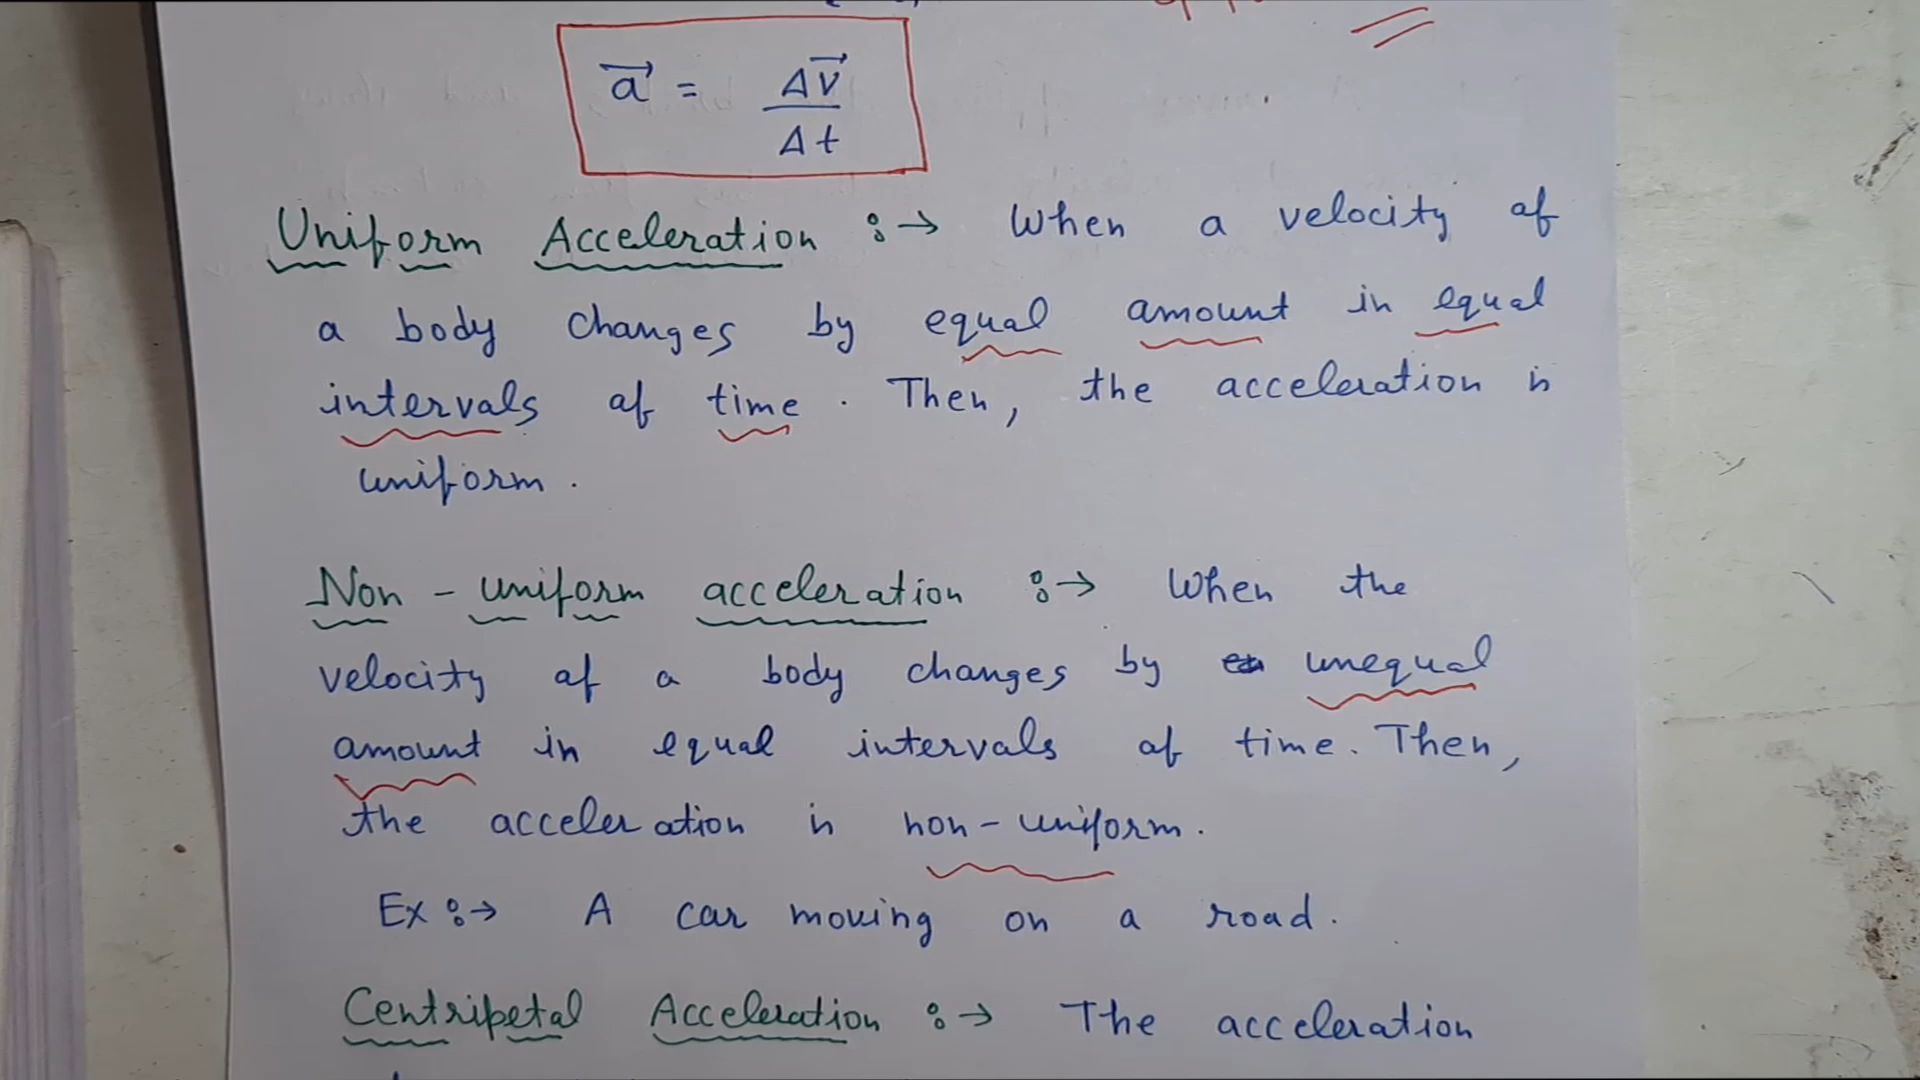 a⃗ = Δv⃗ / Δt
Uniform Acceleration :→ When a velocity of
a body changes by equal amount in equal
intervals of time. Then, the acceleration is
uniform.
Non-uniform acceleration :→ When the
velocity of a body changes by unequal
amount in equal intervals of time. Then,
the acceleration is non-uniform.
Ex :→ A car moving on a road.
Centripetal Acceleration :→ The acceleration